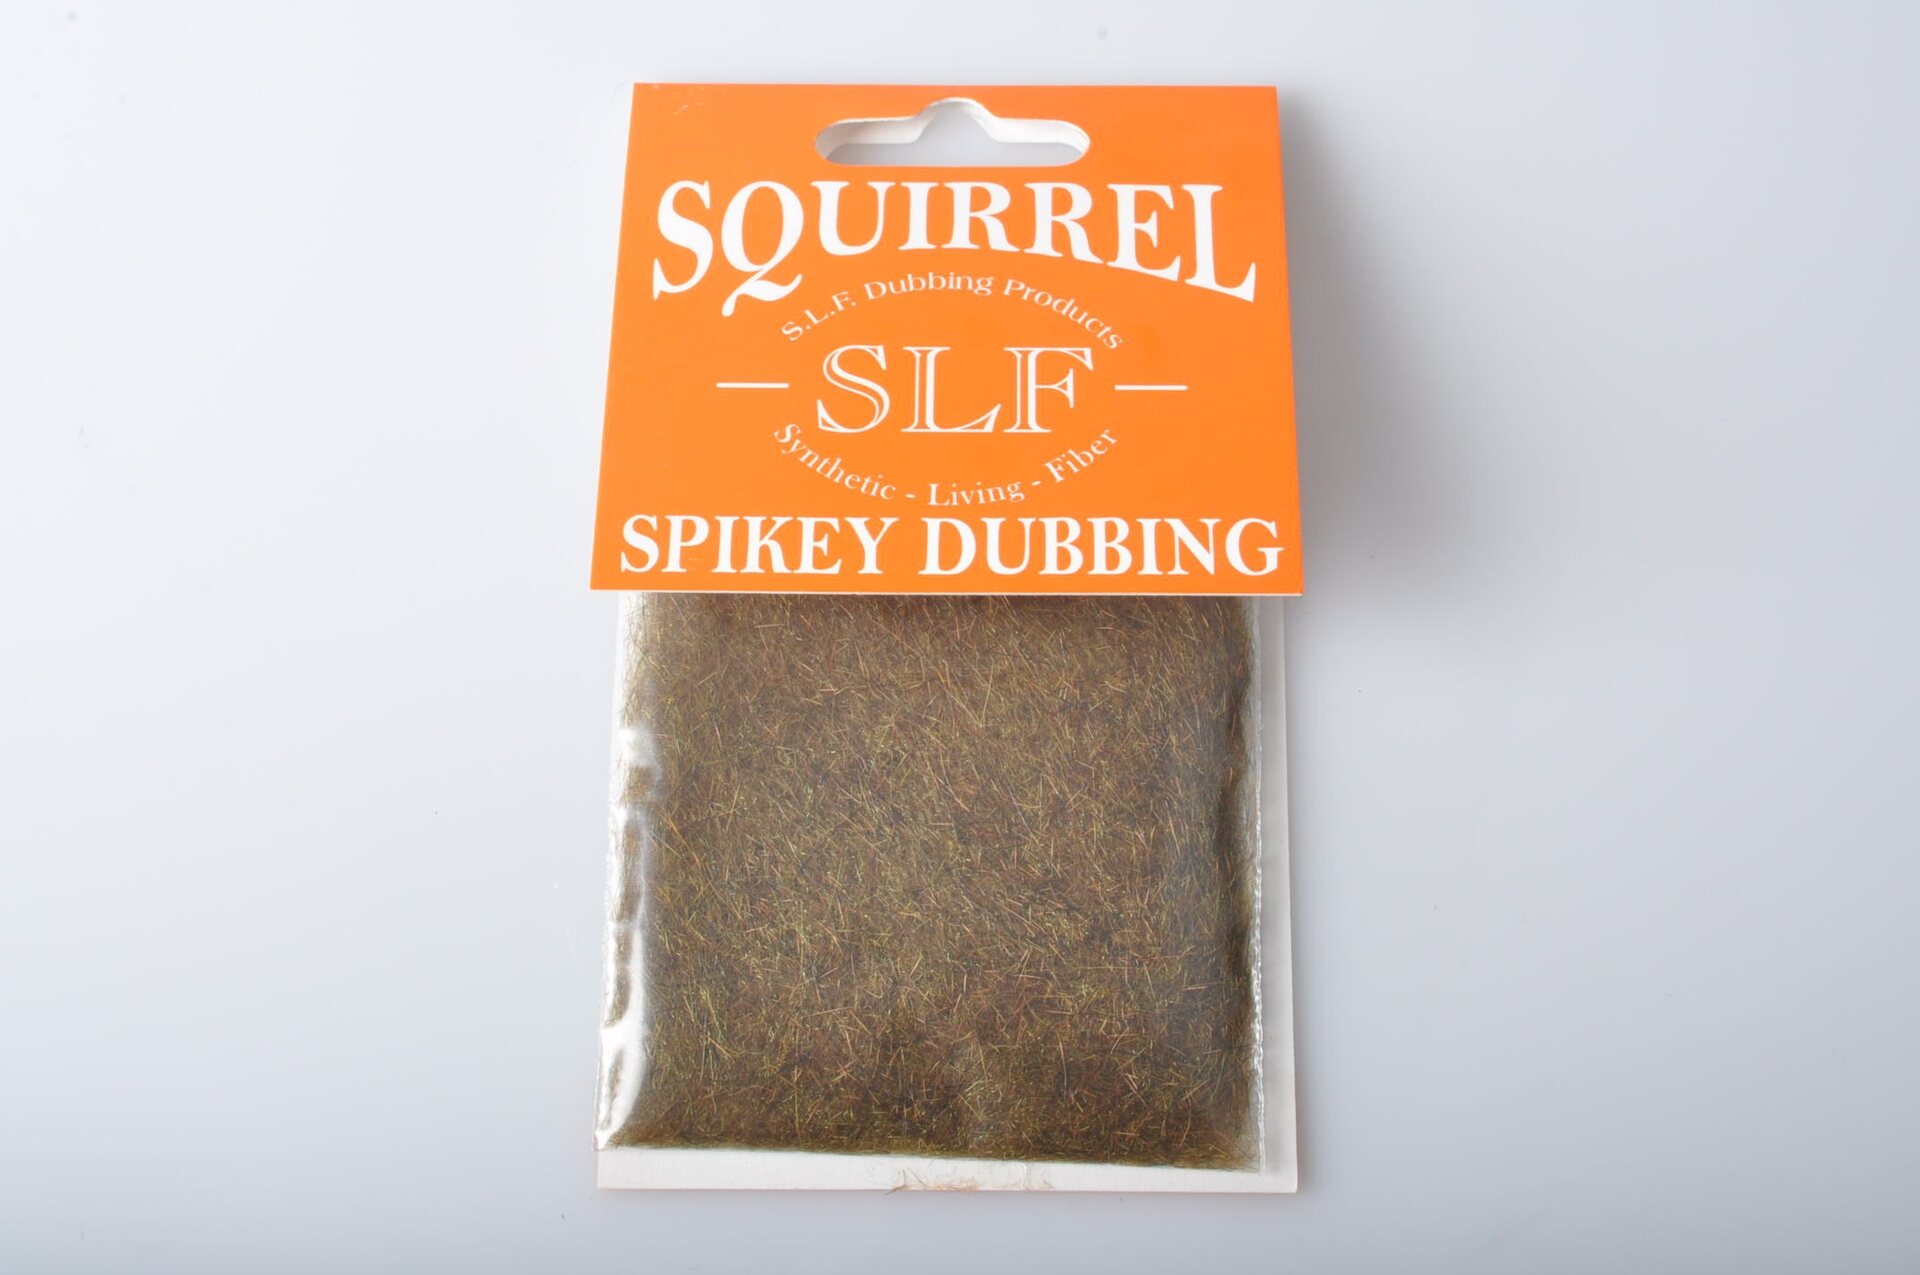 SQUIRREL
S.L.F. Dubbing Products
SLF
Synthetic - Living - Fiber
SPIKEY DUBBING